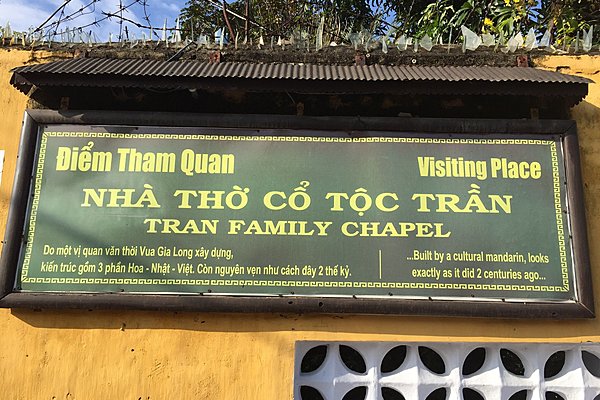 Điểm Tham Quan
Visiting Place
NHÀ THỜ CỔ TỘC TRẦN
TRAN FAMILY CHAPEL
Do một vị quan văn thời Vua Gia Long xây dựng,
kiến trúc gồm 3 phần Hoa - Nhật - Việt. Còn nguyên vẹn như cách đây 2 thế kỷ.
...Built by a cultural mandarin, looks
exactly as it did 2 centuries ago...